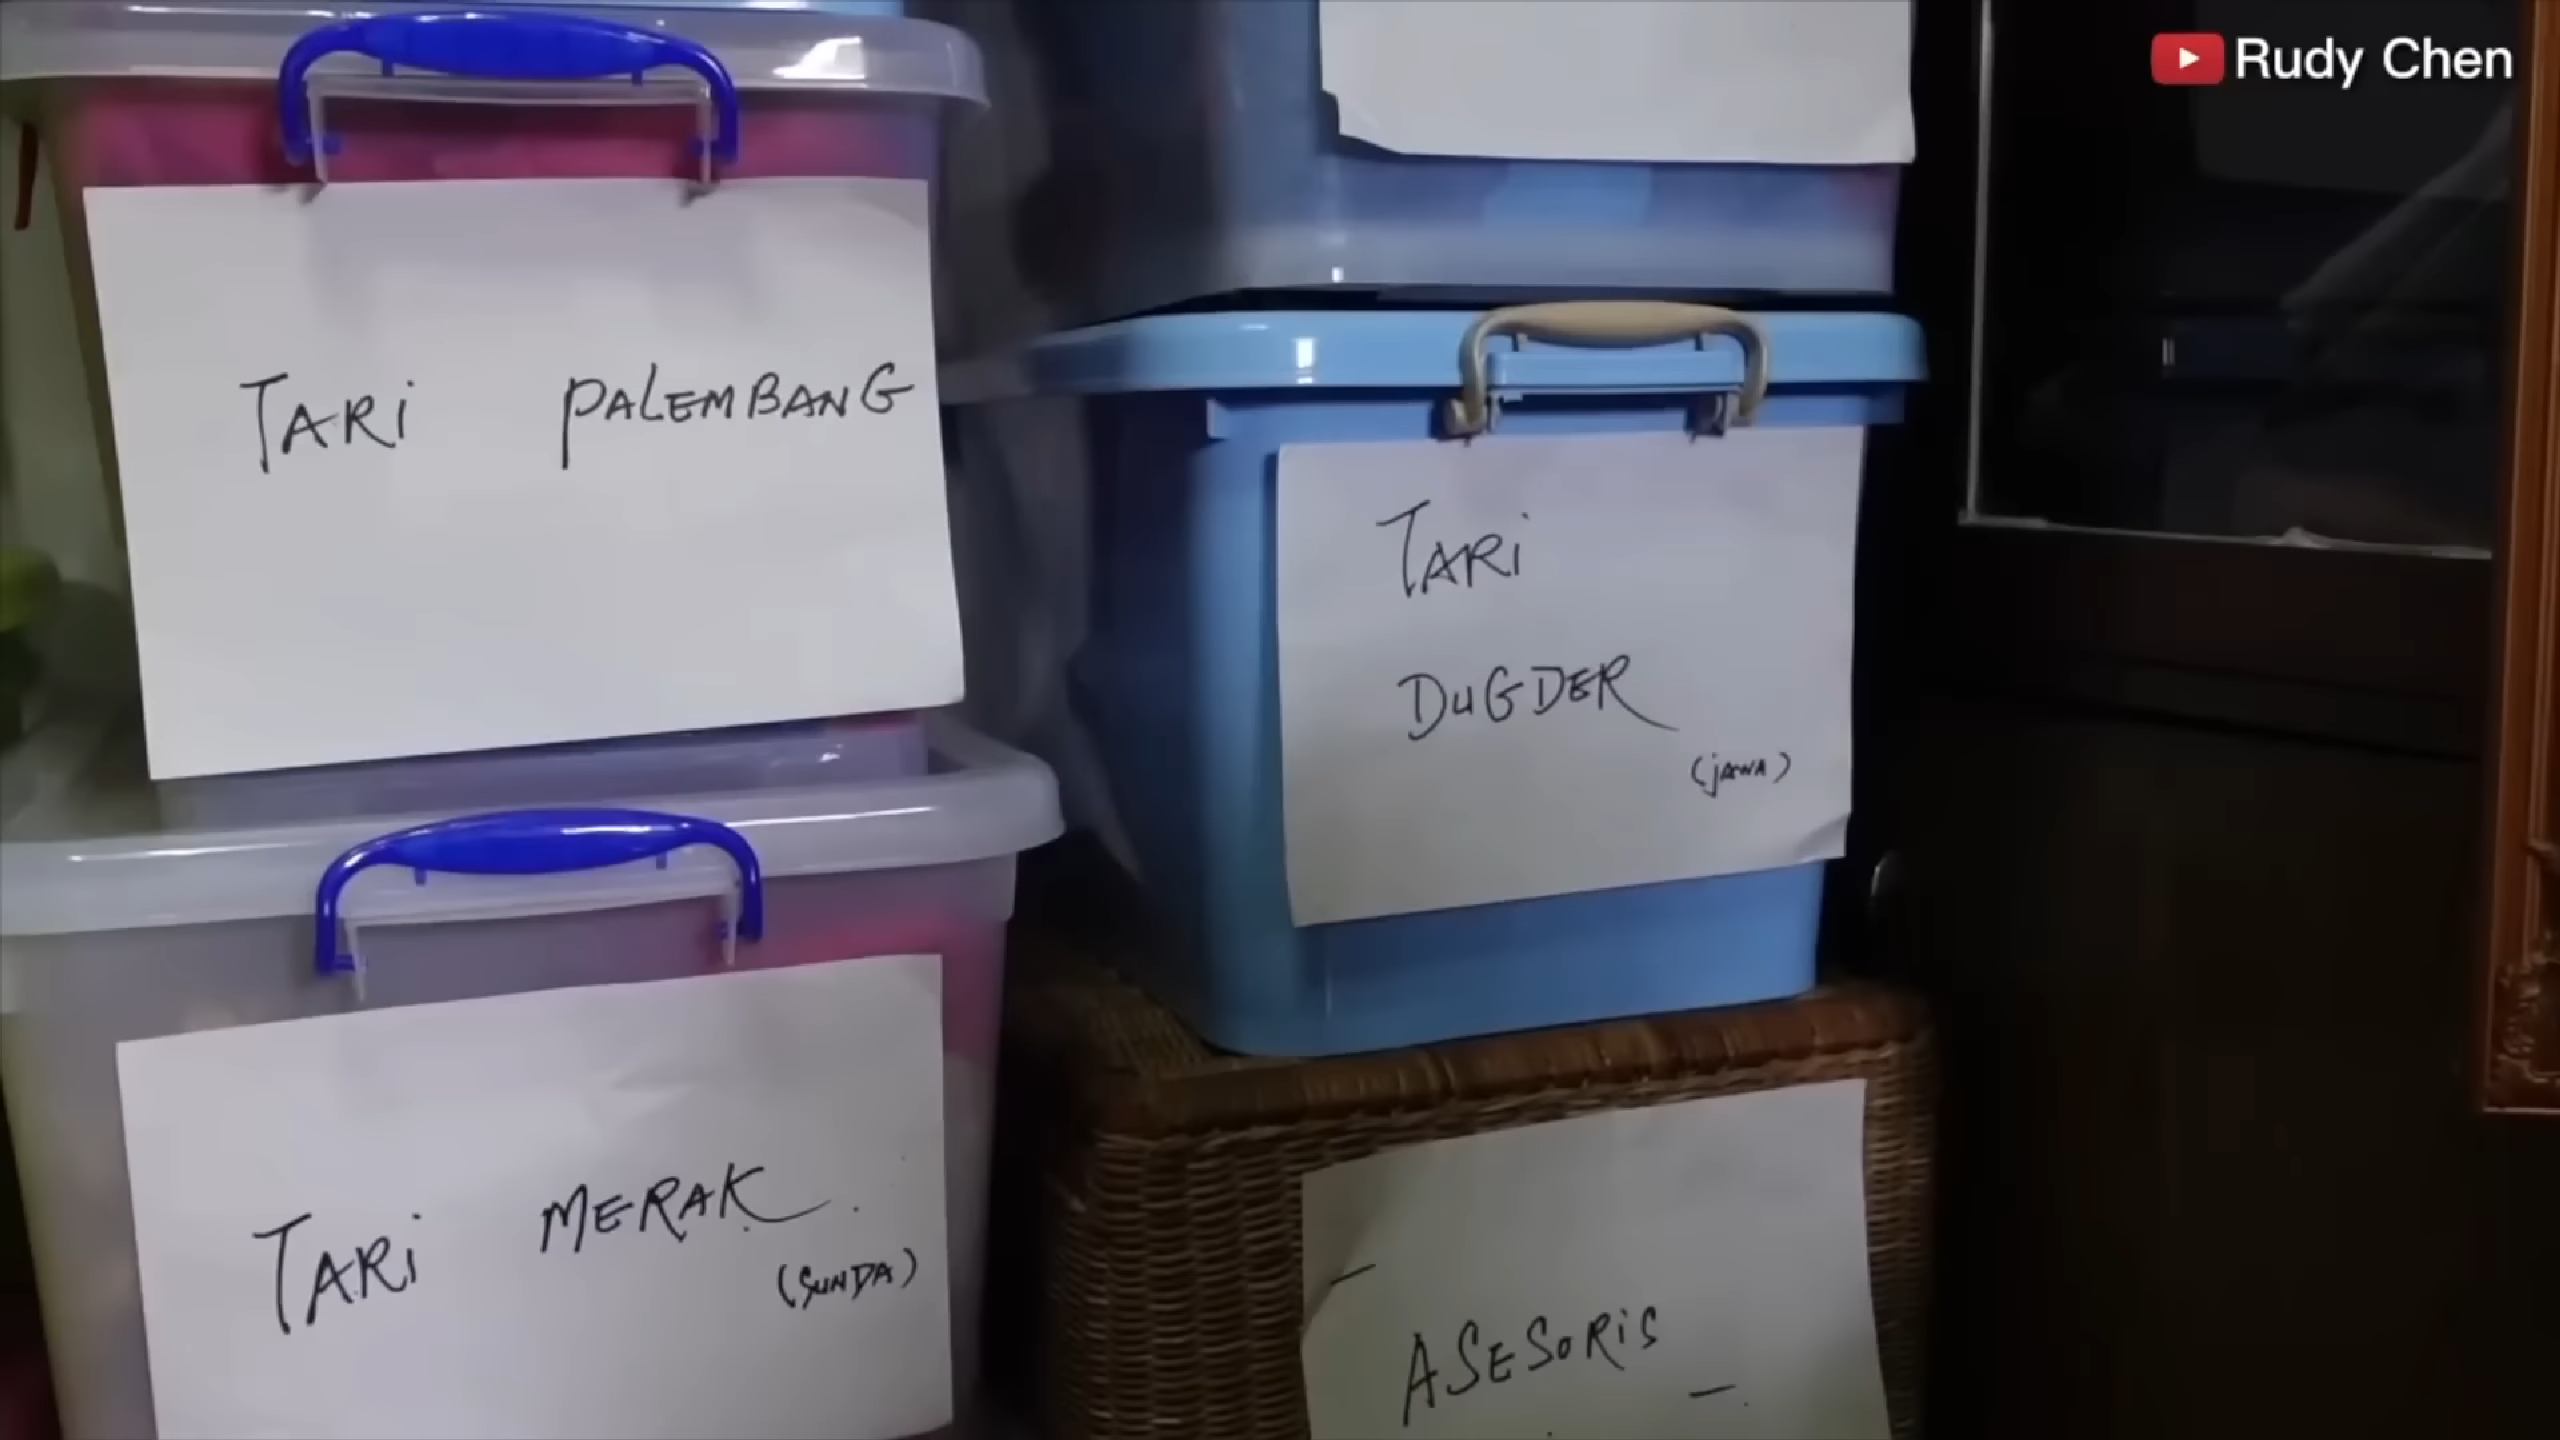 Rudy Chen
TARi PALEMBANG
TARi
DUGDER
(jAWA)
TARi MERAK.
(SUNDA)
ASESORiS